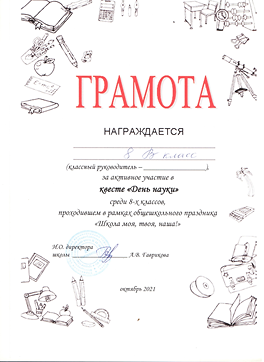 ГРАМОТА
НАГРАЖДАЕТСЯ
8 класс
(классный руководитель – )
за активное участие в
квесте «День науки»
среди 8-х классов,
проходившем в рамках общешкольного праздника
«Школа моя, твоя, наша!»
И.О. директора
школы А.В. Гаврикова
октябрь 2021